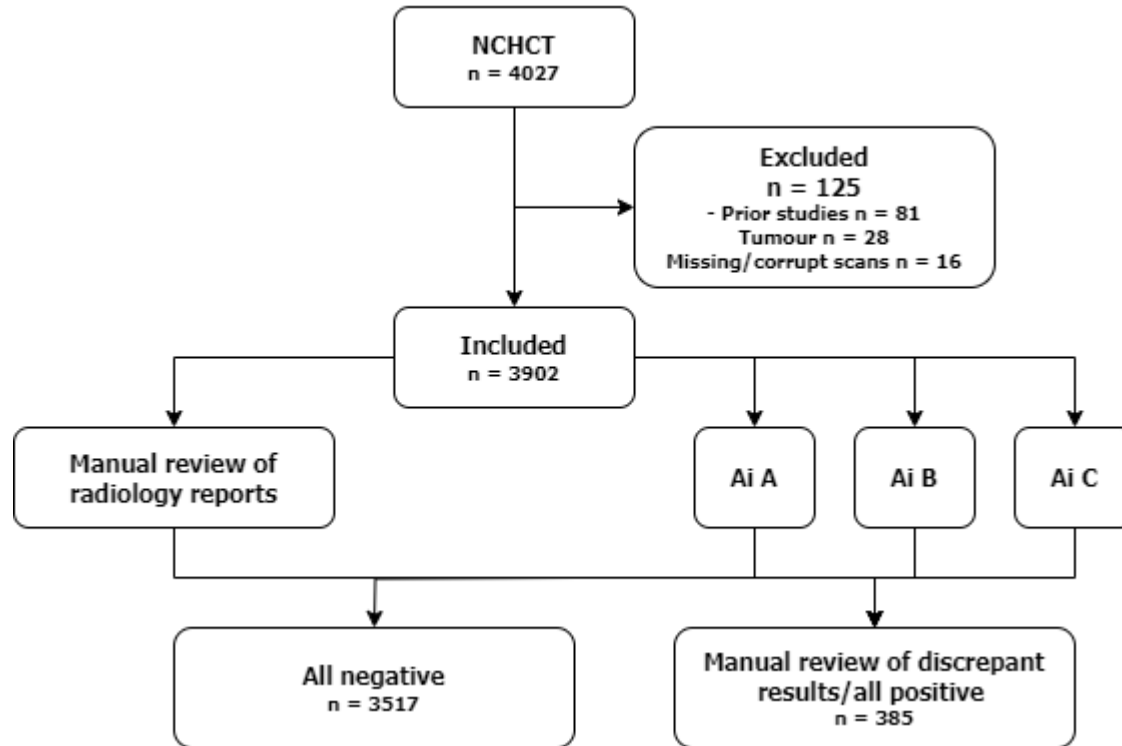 NCHCT
n = 4027
Excluded
n = 125
- Prior studies n = 81
Tumour n = 28
Missing/corrupt scans n = 16
Included
n = 3902
Manual review of
radiology reports
Ai A
Ai B
Ai C
All negative
n = 3517
Manual review of discrepant
results/all positive
n = 385